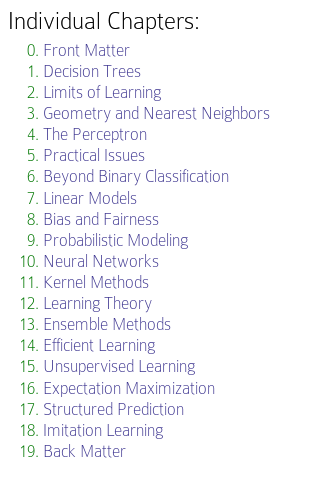 Individual Chapters:
0. Front Matter
1. Decision Trees
2. Limits of Learning
3. Geometry and Nearest Neighbors
4. The Perceptron
5. Practical Issues
6. Beyond Binary Classification
7. Linear Models
8. Bias and Fairness
9. Probabilistic Modeling
10. Neural Networks
11. Kernel Methods
12. Learning Theory
13. Ensemble Methods
14. Efficient Learning
15. Unsupervised Learning
16. Expectation Maximization
17. Structured Prediction
18. Imitation Learning
19. Back Matter